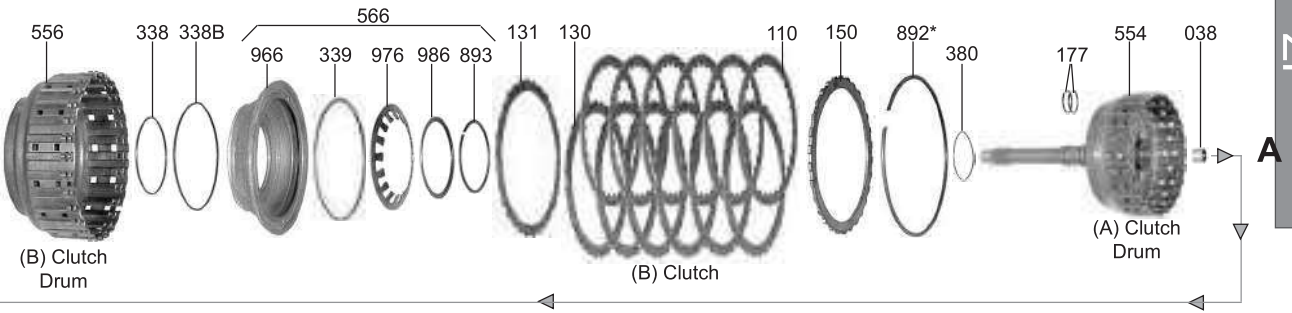 566
556 338 338B 966 339 976 986 893 131 130 110 150 892* 380 177 554 038
A
(B) Clutch
Drum
(B) Clutch
(A) Clutch
Drum